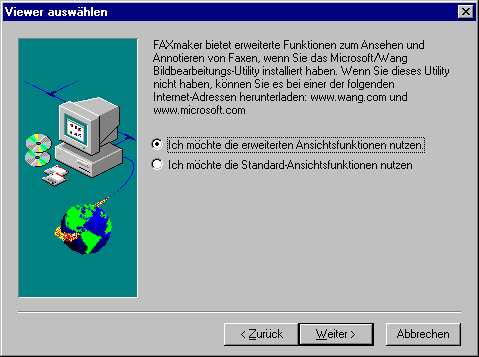 Viewer auswählen
FAXmaker bietet erweiterte Funktionen zum Ansehen und
Annotieren von Faxen, wenn Sie das Microsoft/Wang
Bildbearbeitungs-Utility installiert haben. Wenn Sie dieses Utility
nicht haben, können Sie es bei einer der folgenden
Internet-Adressen herunterladen: www.wang.com und
www.microsoft.com
Ich möchte die erweiterten Ansichtsfunktionen nutzen.
Ich möchte die Standard-Ansichtsfunktionen nutzen
< Zurück Weiter > Abbrechen